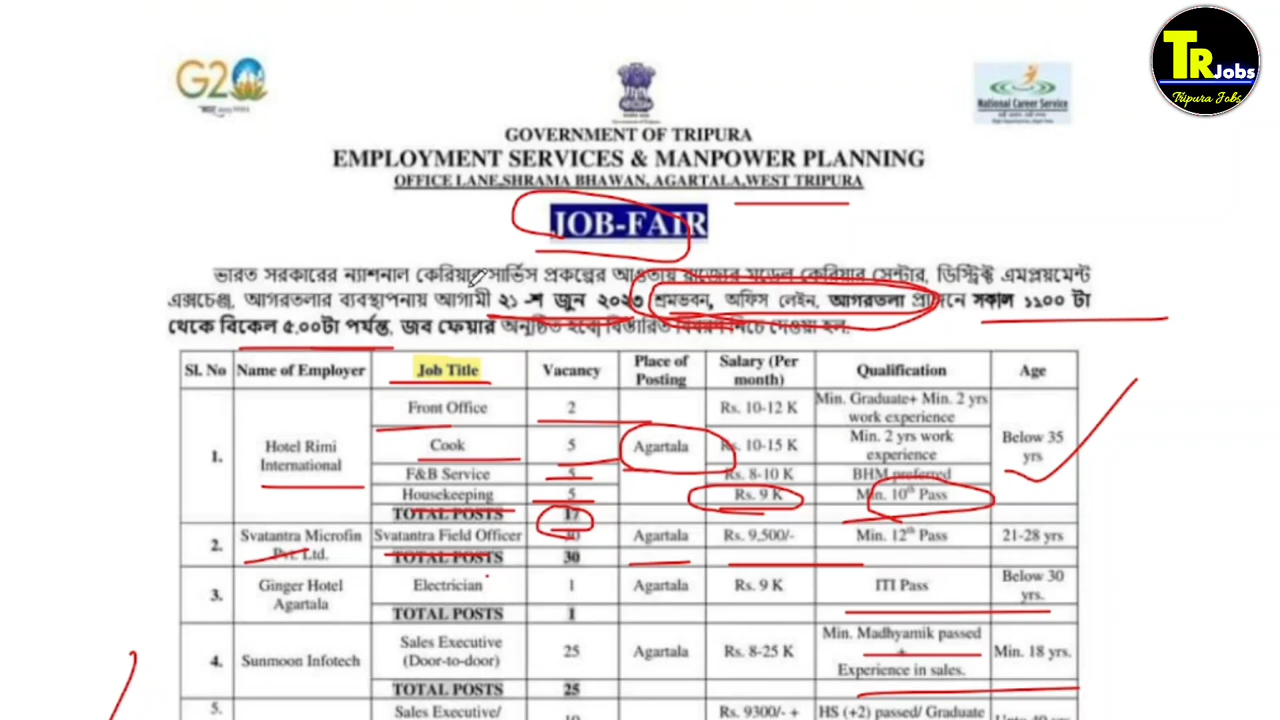 G20
TR Jobs
Tripura Jobs
National Career Service
GOVERNMENT OF TRIPURA
EMPLOYMENT SERVICES & MANPOWER PLANNING
OFFICE LANE,SHRAMA BHAWAN, AGARTALA,WEST TRIPURA
JOB-FAIR
ভারত সরকারের ন্যাশনাল কেরিয়ার সার্ভিস প্রকল্পের আওতায় রাজ্যের মডেল কেরিয়ার সেন্টার, ডিস্ট্রিক্ট এমপ্লয়মেন্ট
এক্সচেঞ্জ, আগরতলার ব্যবস্থাপনায় আগামী ২১-শ জুন ২০২৩ শ্রমভবন, অফিস লেইন, আগরতলা প্রাঙ্গনে সকাল ১১০০ টা
থেকে বিকেল ৫.০০টা পর্যন্ত, জব ফেয়ার অনুষ্ঠিত হবে। বিস্তারিত বিবরণ নিচে দেওয়া হল.
Sl. No Name of Employer Job Title Vacancy Place of Posting Salary (Per month) Qualification Age
1. Hotel Rimi International Front Office 2 Agartala Rs. 10-12 K Min. Graduate+ Min. 2 yrs work experience Below 35 yrs
Cook 5 Rs. 10-15 K Min. 2 yrs work experience
F&B Service 5 Rs. 8-10 K BHM preferred
Housekeeping 5 Rs. 9 K Min. 10th Pass
TOTAL POSTS 17
2. Svatantra Microfin Pvt. Ltd. Svatantra Field Officer 30 Agartala Rs. 9,500/- Min. 12th Pass 21-28 yrs
TOTAL POSTS 30
3. Ginger Hotel Agartala Electrician 1 Agartala Rs. 9 K ITI Pass Below 30 yrs.
TOTAL POSTS 1
4. Sunmoon Infotech Sales Executive (Door-to-door) 25 Agartala Rs. 8-25 K Min. Madhyamik passed + Experience in sales. Min. 18 yrs.
TOTAL POSTS 25
5. Sales Executive/ 10 Rs. 9300/- + HS (+2) passed/ Graduate Upto 40 yrs